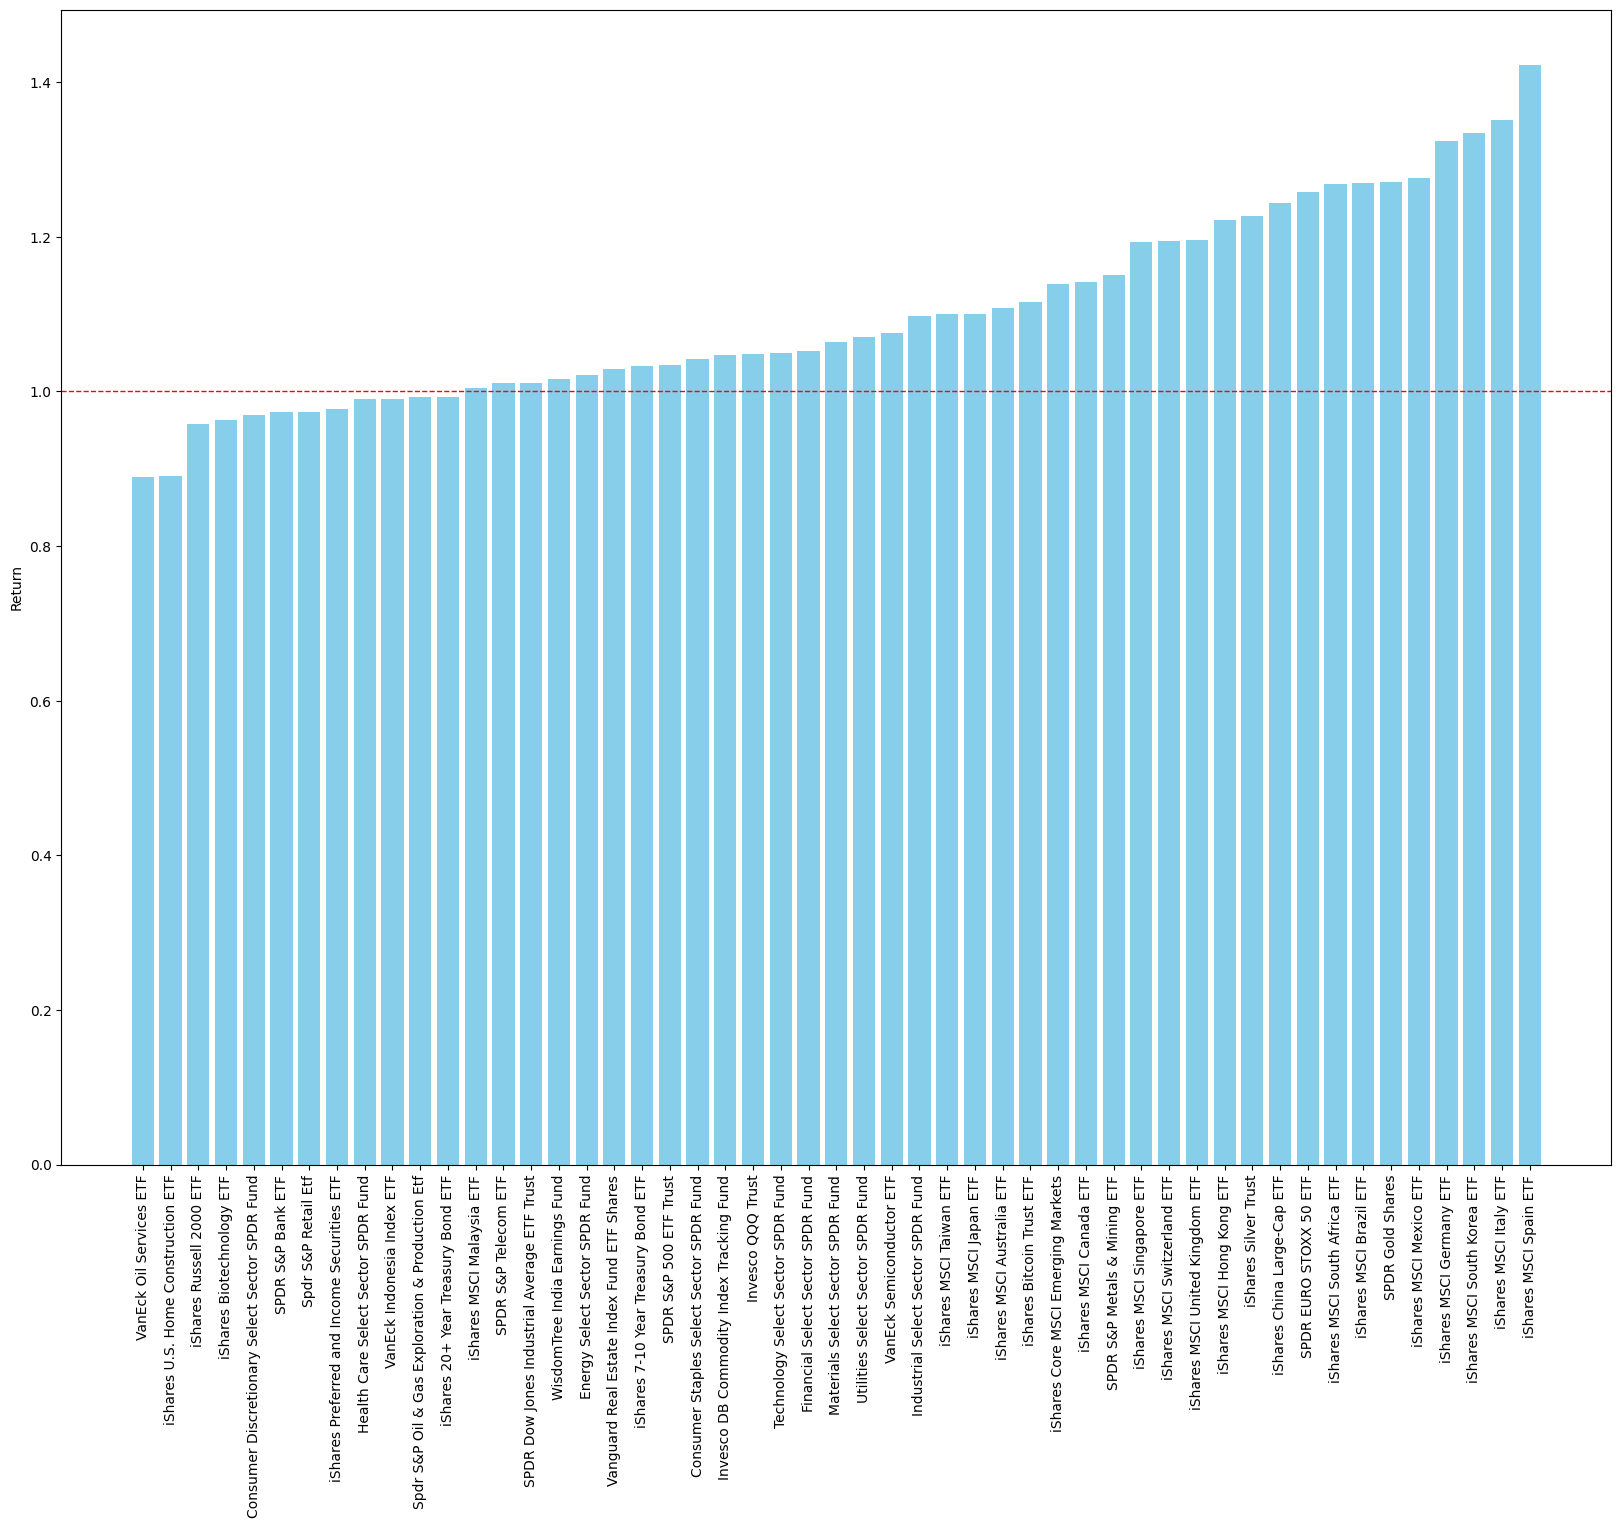 1.4
1.2
1.0
0.8
0.6
0.4
0.2
0.0
Return
VanEck Oil Services ETF
iShares U.S. Home Construction ETF
iShares Russell 2000 ETF
iShares Biotechnology ETF
Consumer Discretionary Select Sector SPDR Fund
SPDR S&P Bank ETF
Spdr S&P Retail Etf
iShares Preferred and Income Securities ETF
Health Care Select Sector SPDR Fund
VanEck Indonesia Index ETF
Spdr S&P Oil & Gas Exploration & Production Etf
iShares 20+ Year Treasury Bond ETF
iShares MSCI Malaysia ETF
SPDR S&P Telecom ETF
SPDR Dow Jones Industrial Average ETF Trust
WisdomTree India Earnings Fund
Energy Select Sector SPDR Fund
Vanguard Real Estate Index Fund ETF Shares
iShares 7-10 Year Treasury Bond ETF
SPDR S&P 500 ETF Trust
Consumer Staples Select Sector SPDR Fund
Invesco DB Commodity Index Tracking Fund
Invesco QQQ Trust
Technology Select Sector SPDR Fund
Financial Select Sector SPDR Fund
Materials Select Sector SPDR Fund
Utilities Select Sector SPDR Fund
VanEck Semiconductor ETF
Industrial Select Sector SPDR Fund
iShares MSCI Taiwan ETF
iShares MSCI Japan ETF
iShares MSCI Australia ETF
iShares Bitcoin Trust ETF
iShares Core MSCI Emerging Markets
iShares MSCI Canada ETF
SPDR S&P Metals & Mining ETF
iShares MSCI Singapore ETF
iShares MSCI Switzerland ETF
iShares MSCI United Kingdom ETF
iShares MSCI Hong Kong ETF
iShares Silver Trust
iShares China Large-Cap ETF
SPDR EURO STOXX 50 ETF
iShares MSCI South Africa ETF
iShares MSCI Brazil ETF
SPDR Gold Shares
iShares MSCI Mexico ETF
iShares MSCI Germany ETF
iShares MSCI South Korea ETF
iShares MSCI Italy ETF
iShares MSCI Spain ETF